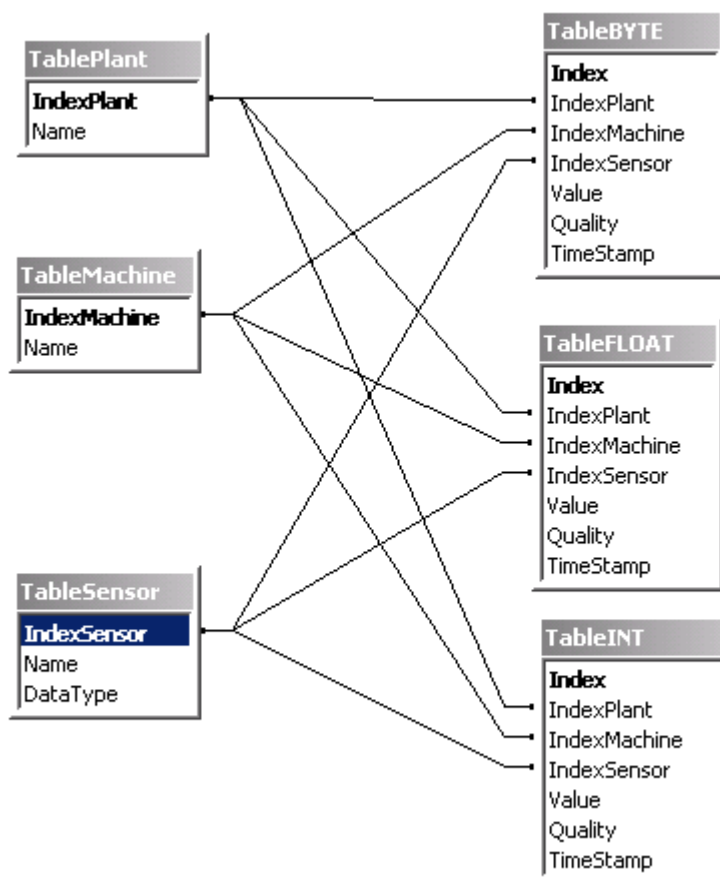 TablePlant
IndexPlant
Name
TableMachine
IndexMachine
Name
TableSensor
IndexSensor
Name
DataType
TableBYTE
Index
IndexPlant
IndexMachine
IndexSensor
Value
Quality
TimeStamp
TableFLOAT
Index
IndexPlant
IndexMachine
IndexSensor
Value
Quality
TimeStamp
TableINT
Index
IndexPlant
IndexMachine
IndexSensor
Value
Quality
TimeStamp